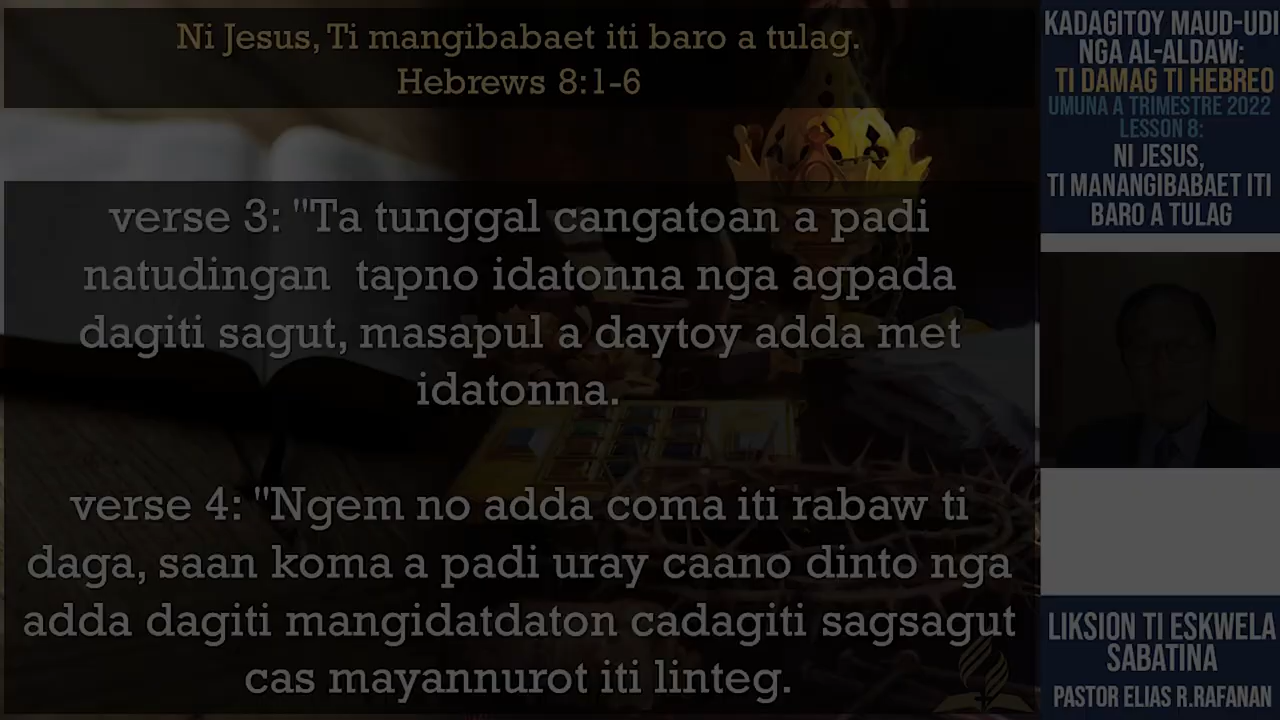 Ni Jesus, Ti mangibabaet iti baro a tulag.
Hebrews 8:1-6
verse 3: "Ta tunggal cangatoan a padi
natudingan tapno idatonna nga agpada
dagiti sagut, masapul a daytoy adda met
idatonna.
verse 4: "Ngem no adda coma iti rabaw ti
daga, saan koma a padi uray caano dinto nga
adda dagiti mangidatdaton cadagiti sagsagut
cas mayannurot iti linteg.
KADAGITOY MAUD-UDI
NGA AL-ALDAW:
TI DAMAG TI HEBREO
UMUNA A TRIMESTRE 2022
LESSON 8:
NI JESUS,
TI MANANGIBABAET ITI
BARO A TULAG
LIKSION TI ESKWELA
SABATINA
PASTOR ELIAS R.RAFANAN